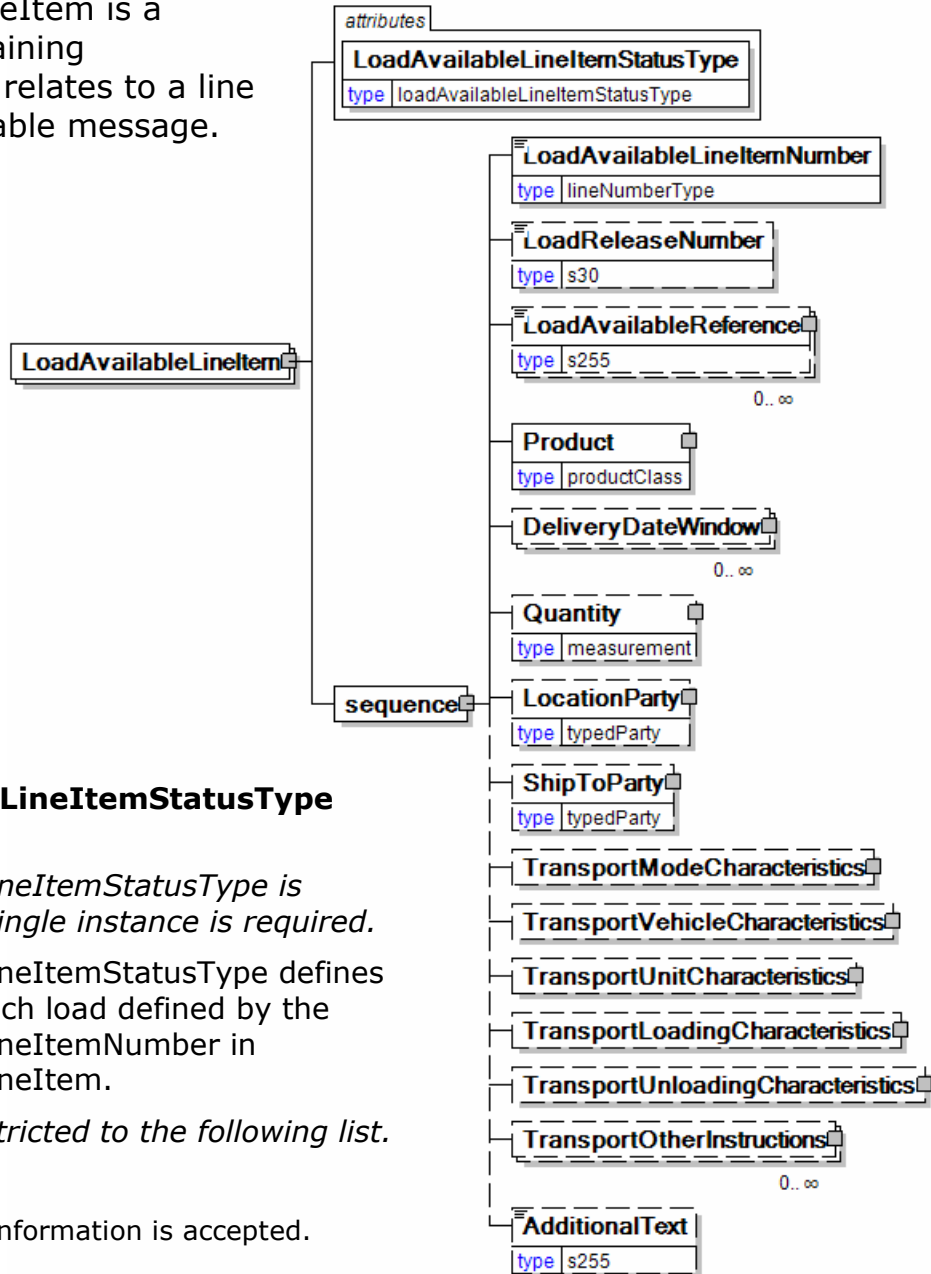 eItem is a
aining
relates to a line
able message.
attributes
LoadAvailableLineItemStatusType
type loadAvailableLineItemStatusType
LoadAvailableLineItemNumber
type lineNumberType
LoadReleaseNumber
type s30
LoadAvailableReference
type s255
0.. ∞
LoadAvailableLineItem
Product
type productClass
DeliveryDateWindow
0.. ∞
Quantity
type measurement
sequence
LocationParty
type typedParty
ShipToParty
type typedParty
LineItemStatusType
neItemStatusType is
ingle instance is required.
neItemStatusType defines
ch load defined by the
neItemNumber in
neItem.
tricted to the following list.
nformation is accepted.
TransportModeCharacteristics
TransportVehicleCharacteristics
TransportUnitCharacteristics
TransportLoadingCharacteristics
TransportUnloadingCharacteristics
TransportOtherInstructions
0.. ∞
AdditionalText
type s255